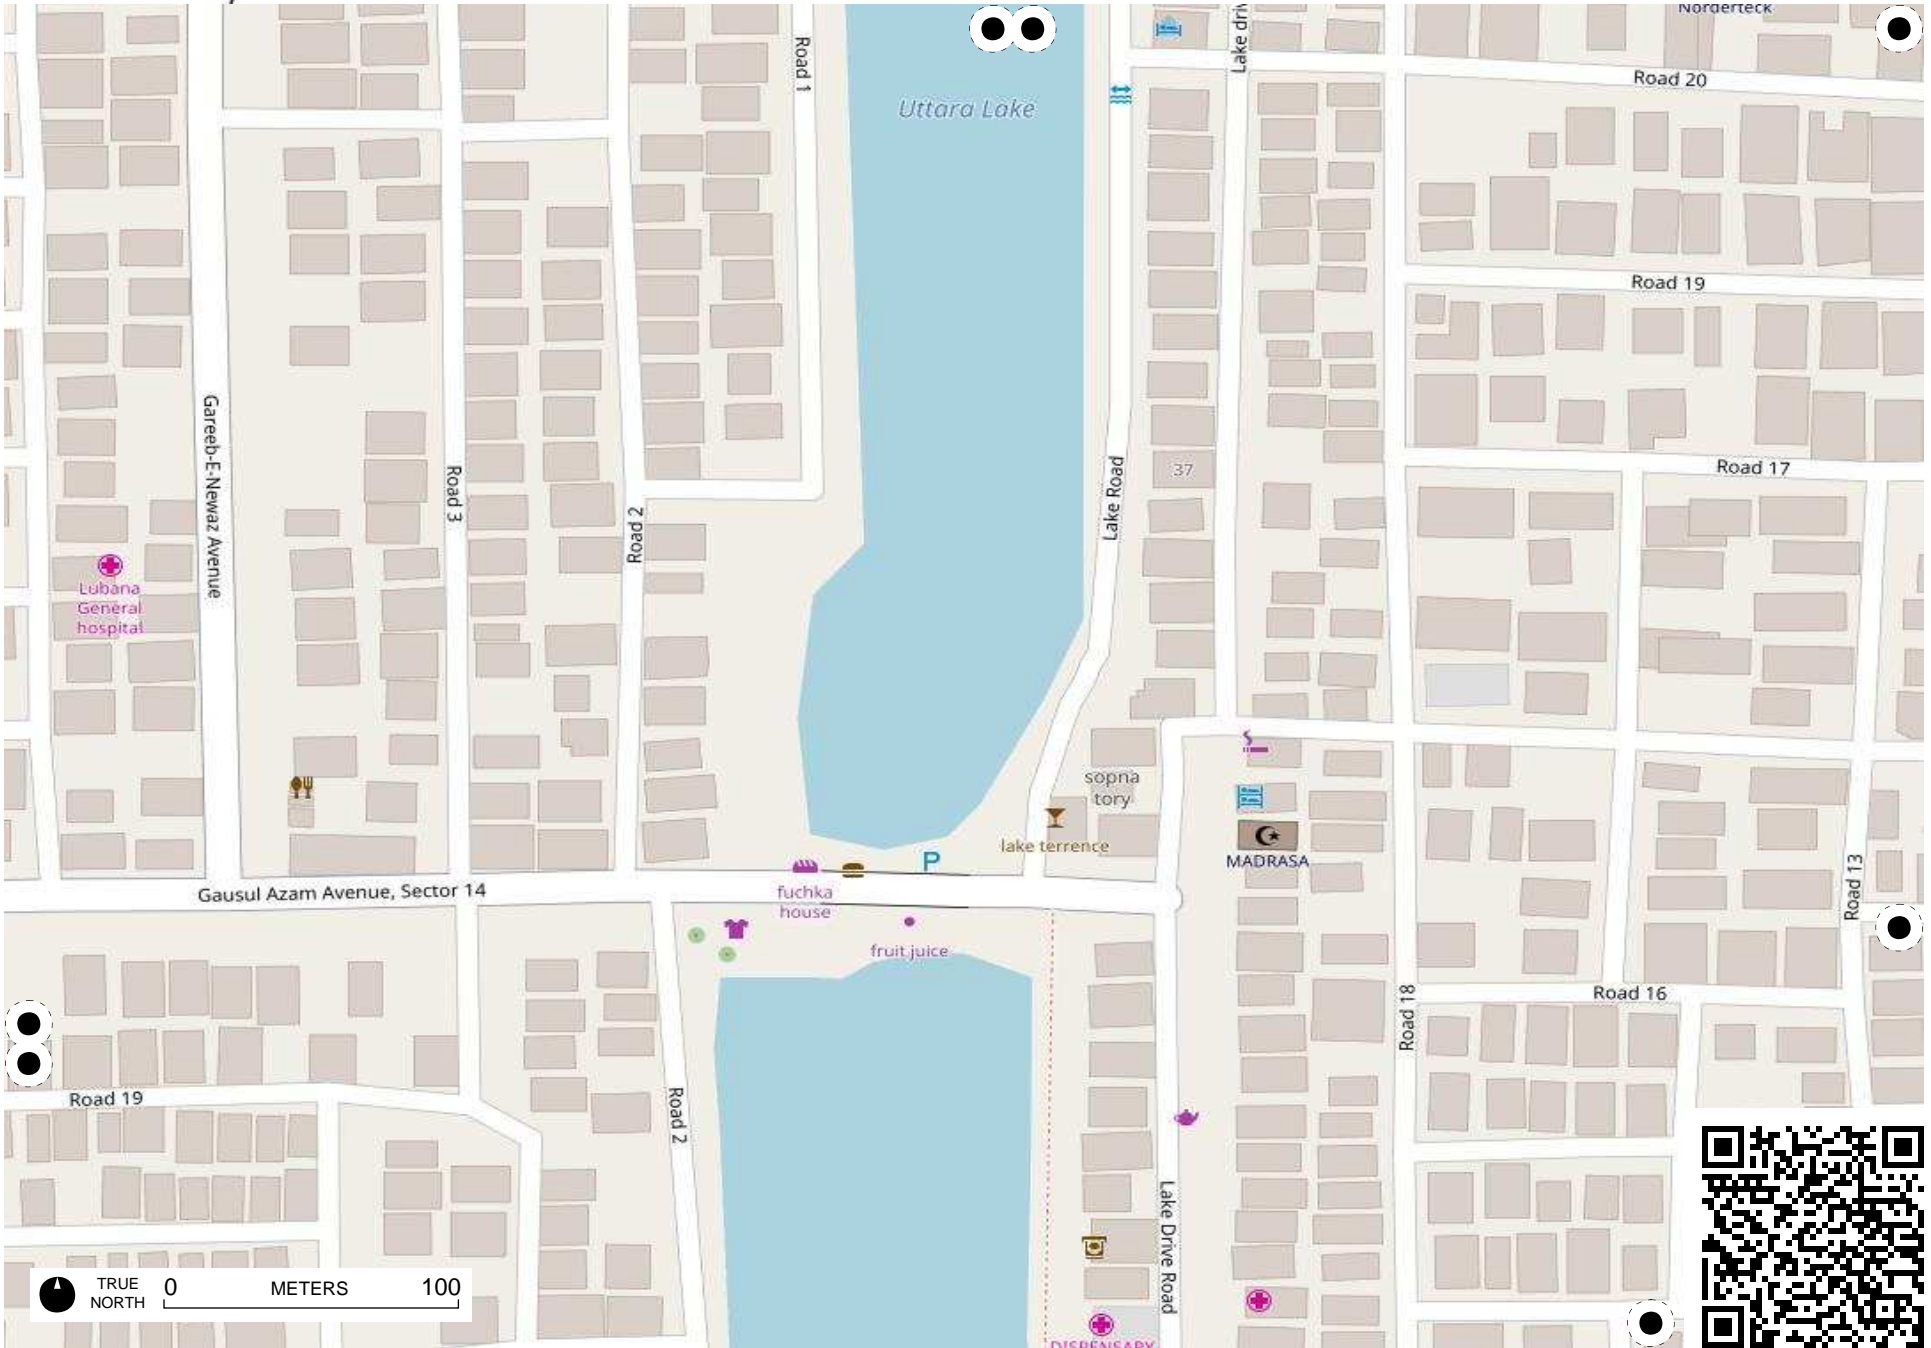 Norderteck
Lake driv
Road 20
Road 1
Uttara Lake
Road 19
Road 17
37
Gareeb-E-Newaz Avenue
Road 3
Road 2
Lake Road
Lubana
General
hospital
sopna
tory
lake terrence
P
MADRASA
Gausul Azam Avenue, Sector 14
fuchka
house
fruit juice
Road 13
Road 16
Road 18
Road 19
Road 2
Lake Drive Road
DISPENSARY
TRUE
NORTH
0 METERS 100